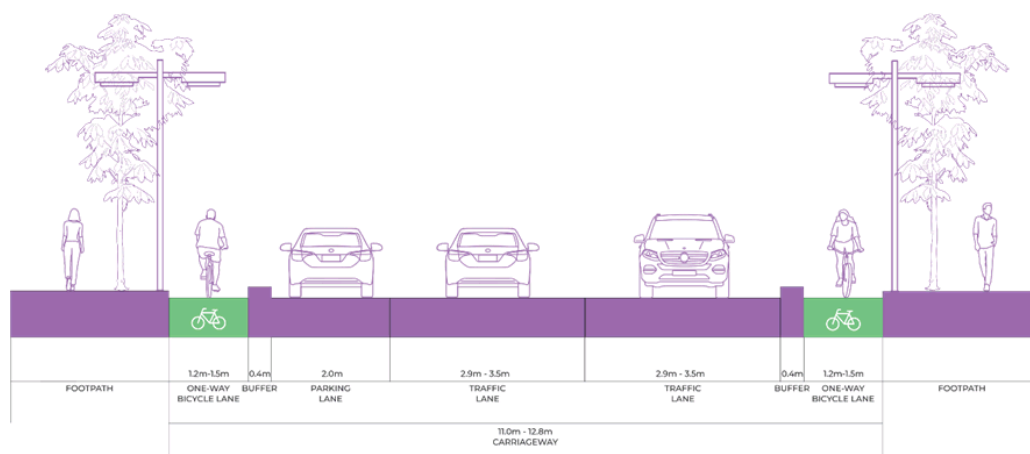 1.2m-1.5m 0.4m 2.0m 2.9m - 3.5m 2.9m - 3.5m 0.4m 1.2m-1.5m
FOOTPATH ONE-WAY BUFFER PARKING TRAFFIC TRAFFIC BUFFER ONE-WAY FOOTPATH
BICYCLE LANE LANE LANE LANE BICYCLE LANE
11.0m - 12.8m
CARRIAGEWAY